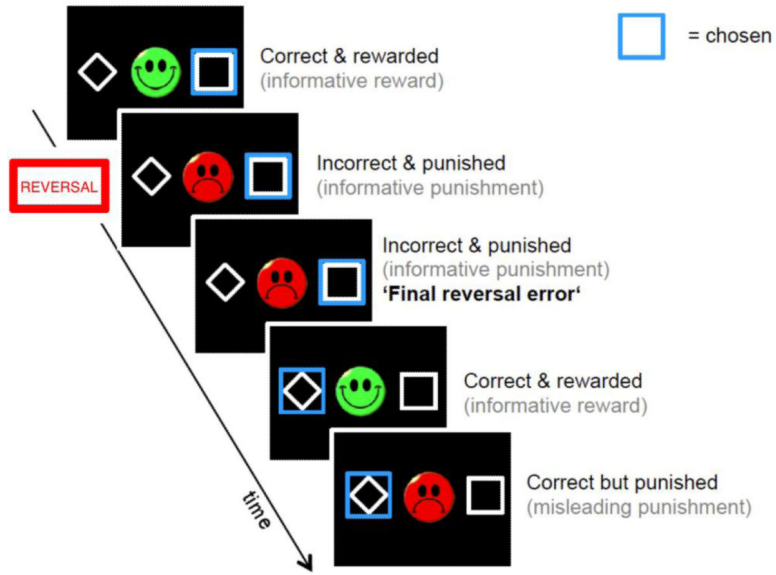 Correct & rewarded
(informative reward)
= chosen
Incorrect & punished
(informative punishment)
REVERSAL
Incorrect & punished
(informative punishment)
‘Final reversal error‘
Correct & rewarded
(informative reward)
Correct but punished
(misleading punishment)
time